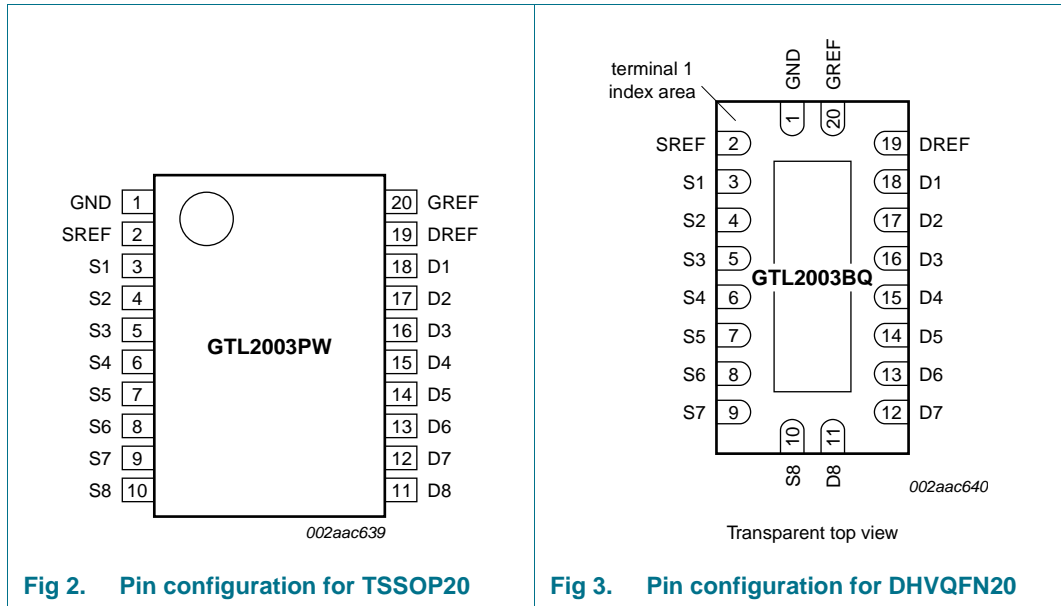 GND 1
20 GREF
SREF 2
19 DREF
S1 3
18 D1
S2 4
17 D2
S3 5
16 D3
S4 6
15 D4
S5 7
14 D5
S6 8
13 D6
S7 9
12 D7
S8 10
11 D8
GTL2003PW
002aac639
Fig 2. Pin configuration for TSSOP20
terminal 1
index area
GND
GREF
1
20
SREF 2
19 DREF
S1 3
18 D1
S2 4
17 D2
S3 5
16 D3
S4 6
15 D4
S5 7
14 D5
S6 8
13 D6
S7 9
12 D7
GTL2003BQ
10
11
S8
D8
002aac640
Transparent top view
Fig 3. Pin configuration for DHVQFN20